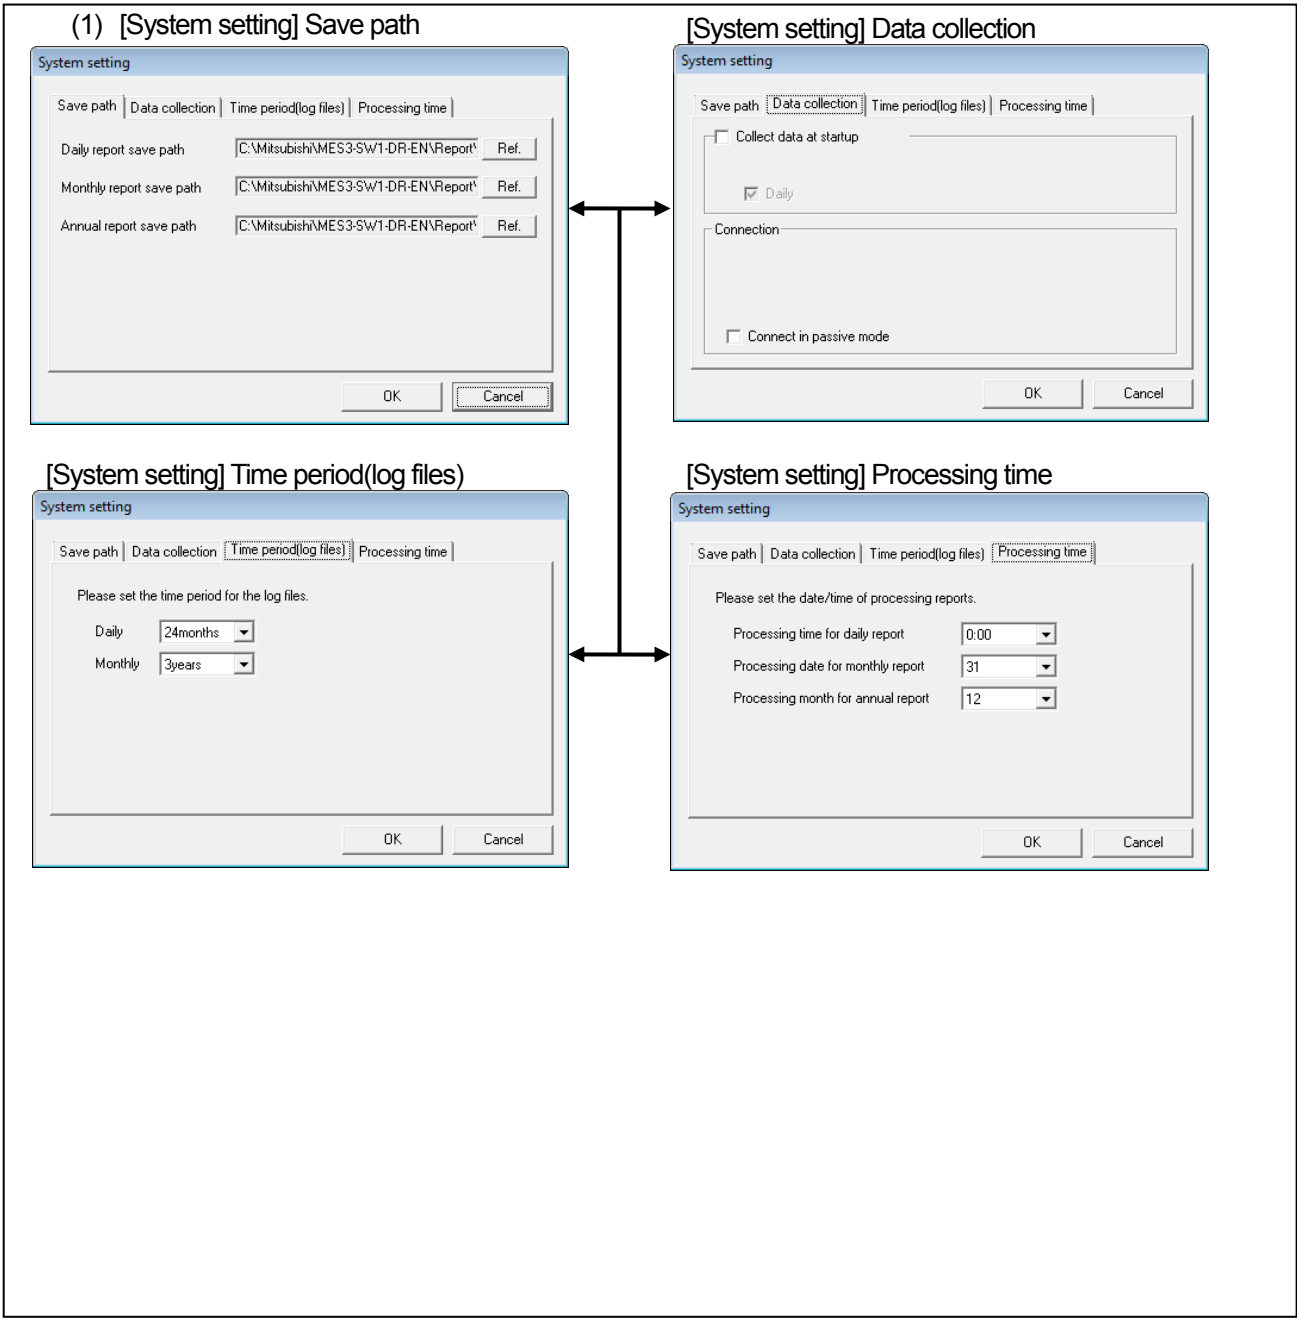 (1) [System setting] Save path
System setting
Save path Data collection Time period(log files) Processing time
Daily report save path C:\Mitsubishi\MES3-SW1-DR-EN\Report\ Ref.
Monthly report save path C:\Mitsubishi\MES3-SW1-DR-EN\Report\ Ref.
Annual report save path C:\Mitsubishi\MES3-SW1-DR-EN\Report\ Ref.
OK Cancel
[System setting] Data collection
System setting
Save path Data collection Time period(log files) Processing time
Collect data at startup
Daily
Connection
Connect in passive mode
OK Cancel
[System setting] Time period(log files)
System setting
Save path Data collection Time period(log files) Processing time
Please set the time period for the log files.
Daily 24months
Monthly 3years
OK Cancel
[System setting] Processing time
System setting
Save path Data collection Time period(log files) Processing time
Please set the date/time of processing reports.
Processing time for daily report 0:00
Processing date for monthly report 31
Processing month for annual report 12
OK Cancel